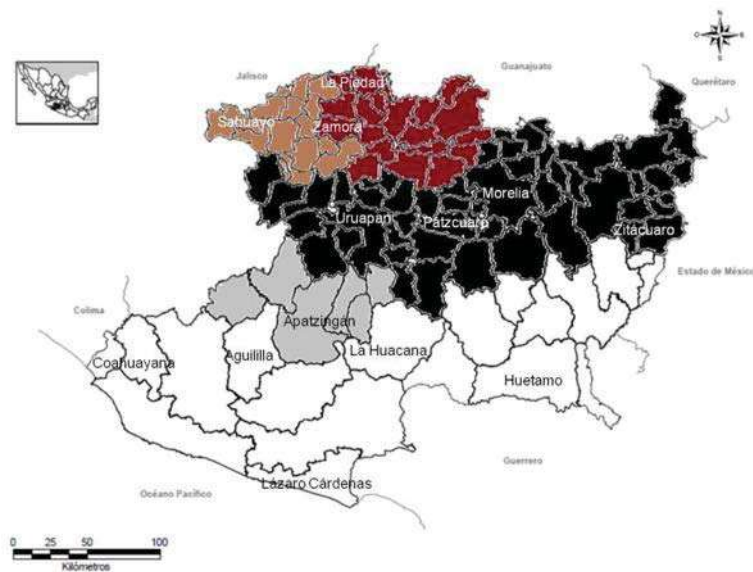 N
O
E
S
Jalisco
Guanajuato
Querétaro
La Piedad
Sahuayo
Zamora
Morelia
Uruapan
Pátzcuaro
Zitácuaro
Estado de México
Colima
Apatzingán
Coahuayana
Aguililla
La Huacana
Huetamo
Guerrero
Océano Pacífico
Lázaro Cárdenas
0 25 50 100
Kilómetros